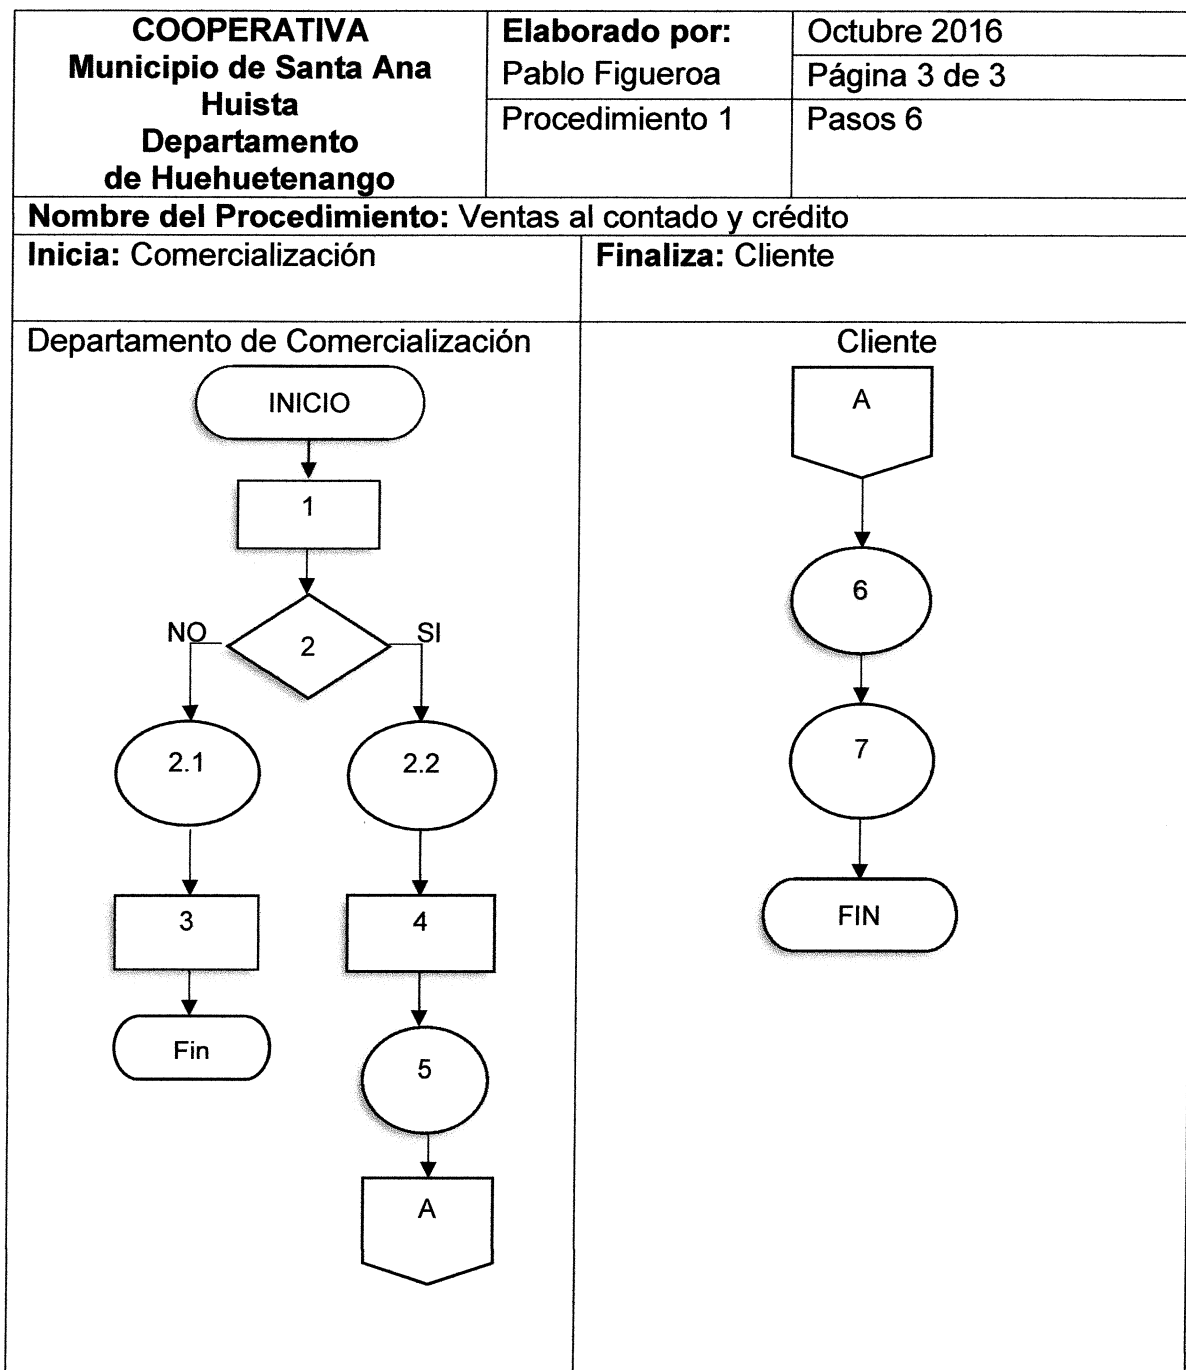 COOPERATIVA
Municipio de Santa Ana
Huista
Departamento
de Huehuetenango
Elaborado por:
Pablo Figueroa
Octubre 2016
Página 3 de 3
Procedimiento 1
Pasos 6
Nombre del Procedimiento: Ventas al contado y crédito
Inicia: Comercialización
Finaliza: Cliente
Departamento de Comercialización
INICIO
1
NO
2
SI
2.1
2.2
3
4
Fin
5
A
Cliente
A
6
7
FIN